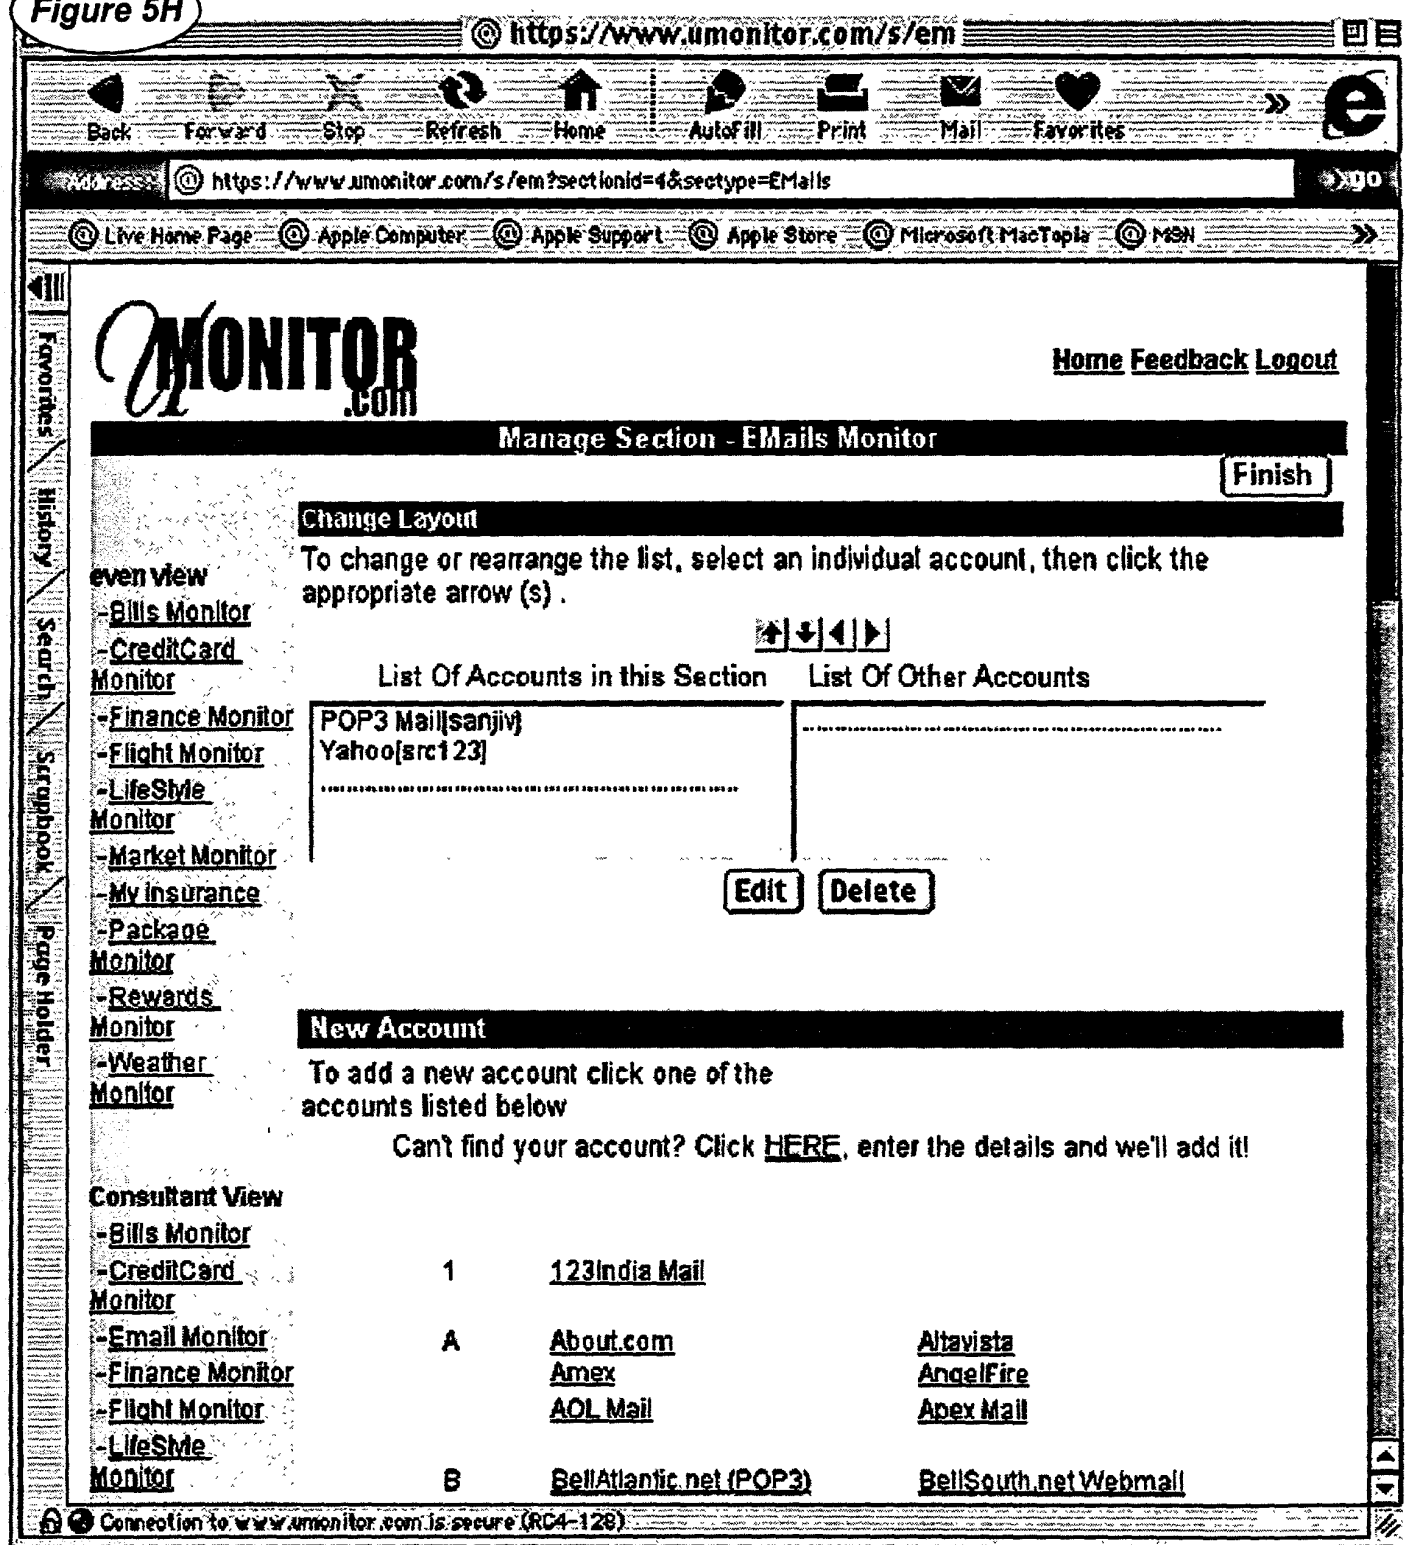 Figure 5H
https://www.umonitor.com/s/em
Back Forward Stop Refresh Home AutoFill Print Mail Favorites
Address: https://www.umonitor.com/s/em?sectionid=4&sectype=EMails go
Live Home Page Apple Computer Apple Support Apple Store Microsoft MacTopia MSN
Favorites
History
Search
Scrapbook
Page Holder
UMONITOR
.com
Home Feedback Logout
Manage Section - EMails Monitor
Finish
Change Layout
To change or rearrange the list, select an individual account, then click the
appropriate arrow (s) .
List Of Accounts in this Section List Of Other Accounts
POP3 Mail[sanjiv]
Yahoo[src123]
Edit Delete
even view
-Bills Monitor
-CreditCard
Monitor
-Finance Monitor
-Flight Monitor
-LifeStyle
Monitor
-Market Monitor
-My Insurance
-Package
Monitor
-Rewards
Monitor
-Weather
Monitor
New Account
To add a new account click one of the
accounts listed below
Can't find your account? Click HERE, enter the details and we'll add it!
Consultant View
-Bills Monitor
-CreditCard
Monitor
-Email Monitor
-Finance Monitor
-Flight Monitor
-LifeStyle
Monitor
1 123India Mail
A About.com Altavista
Amex AngelFire
AOL Mail Apex Mail
B BellAtlantic.net (POP3) BellSouth.net Webmail
Connection to www.umonitor.com is secure (RC4-128)